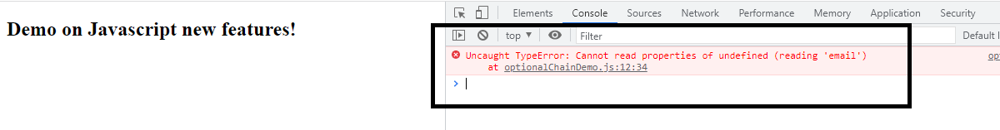 Demo on Javascript new features!
Elements Console Sources Network Performance Memory Application Security
top ▼ Filter Default l
Uncaught TypeError: Cannot read properties of undefined (reading 'email') opt
at optionalChainDemo.js:12:34
>